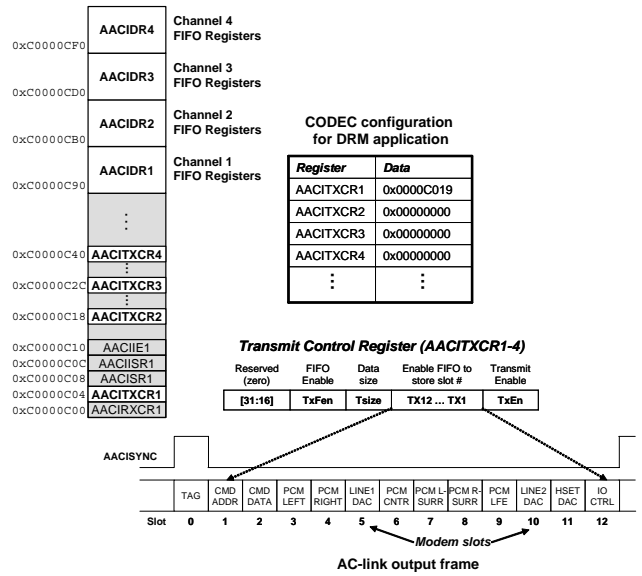 0xC0000CF0 AACIDR4 Channel 4
FIFO Registers
0xC0000CD0 AACIDR3 Channel 3
FIFO Registers
0xC0000CB0 AACIDR2 Channel 2
FIFO Registers
0xC0000C90 AACIDR1 Channel 1
FIFO Registers
⋮
0xC0000C40 AACITXCR4
⋮
0xC0000C2C AACITXCR3
⋮
0xC0000C18 AACITXCR2
0xC0000C10 AACIIE1
0xC0000C0C AACIISR1
0xC0000C08 AACISR1
0xC0000C04 AACITXCR1
0xC0000C00 AACIRXCR1
CODEC configuration
for DRM application
Register Data
AACITXCR1 0x0000C019
AACITXCR2 0x00000000
AACITXCR3 0x00000000
AACITXCR4 0x00000000
⋮ ⋮
Transmit Control Register (AACITXCR1-4)
Reserved (zero) FIFO Enable Data size Enable FIFO to store slot # Transmit Enable
[31:16] TxFen Tsize TX12 ... TX1 TxEn
AACISYNC
TAG CMD ADDR CMD DATA PCM LEFT PCM RIGHT LINE1 DAC PCM CNTR PCM L-SURR PCM R-SURR PCM LFE LINE2 DAC HSET DAC IO CTRL
Slot 0 1 2 3 4 5 6 7 8 9 10 11 12
Modem slots
AC-link output frame